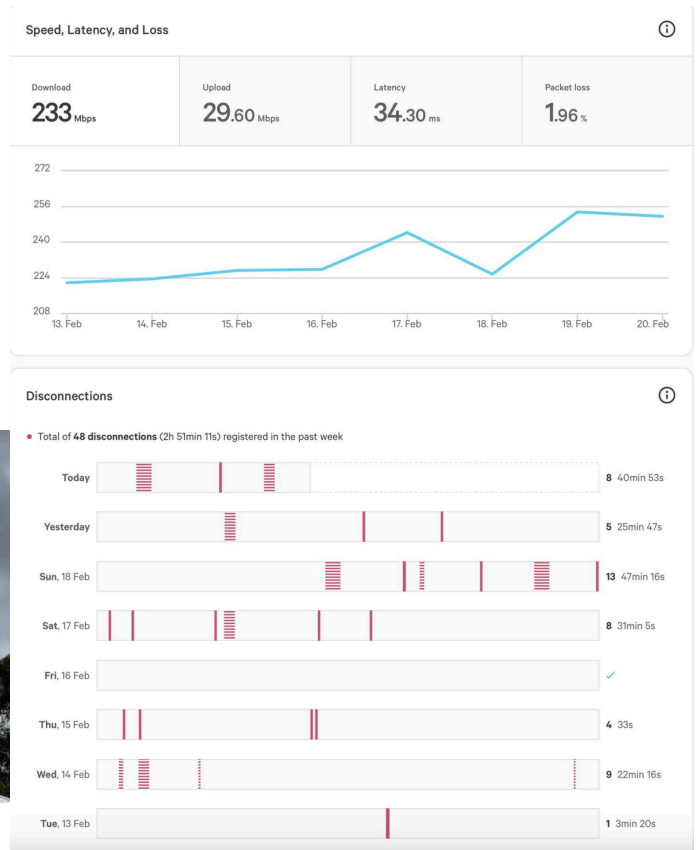 Speed, Latency, and Loss
Download Upload Latency Packet loss
233 Mbps 29.60 Mbps 34.30 ms 1.96 %
272
256
240
224
208
13. Feb 14. Feb 15. Feb 16. Feb 17. Feb 18. Feb 19. Feb 20. Feb
Disconnections
Total of 48 disconnections (2h 51min 11s) registered in the past week
Today 8 40min 53s
Yesterday 5 25min 47s
Sun, 18 Feb 13 47min 16s
Sat, 17 Feb 8 31min 5s
Fri, 16 Feb
Thu, 15 Feb 4 33s
Wed, 14 Feb 9 22min 16s
Tue, 13 Feb 1 3min 20s